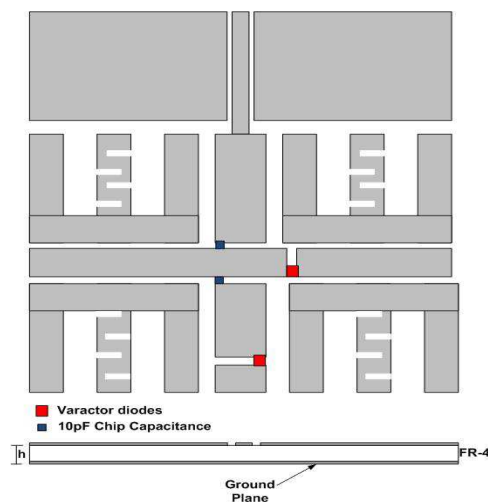 Varactor diodes
10pF Chip Capacitance
h
FR-4
Ground
Plane